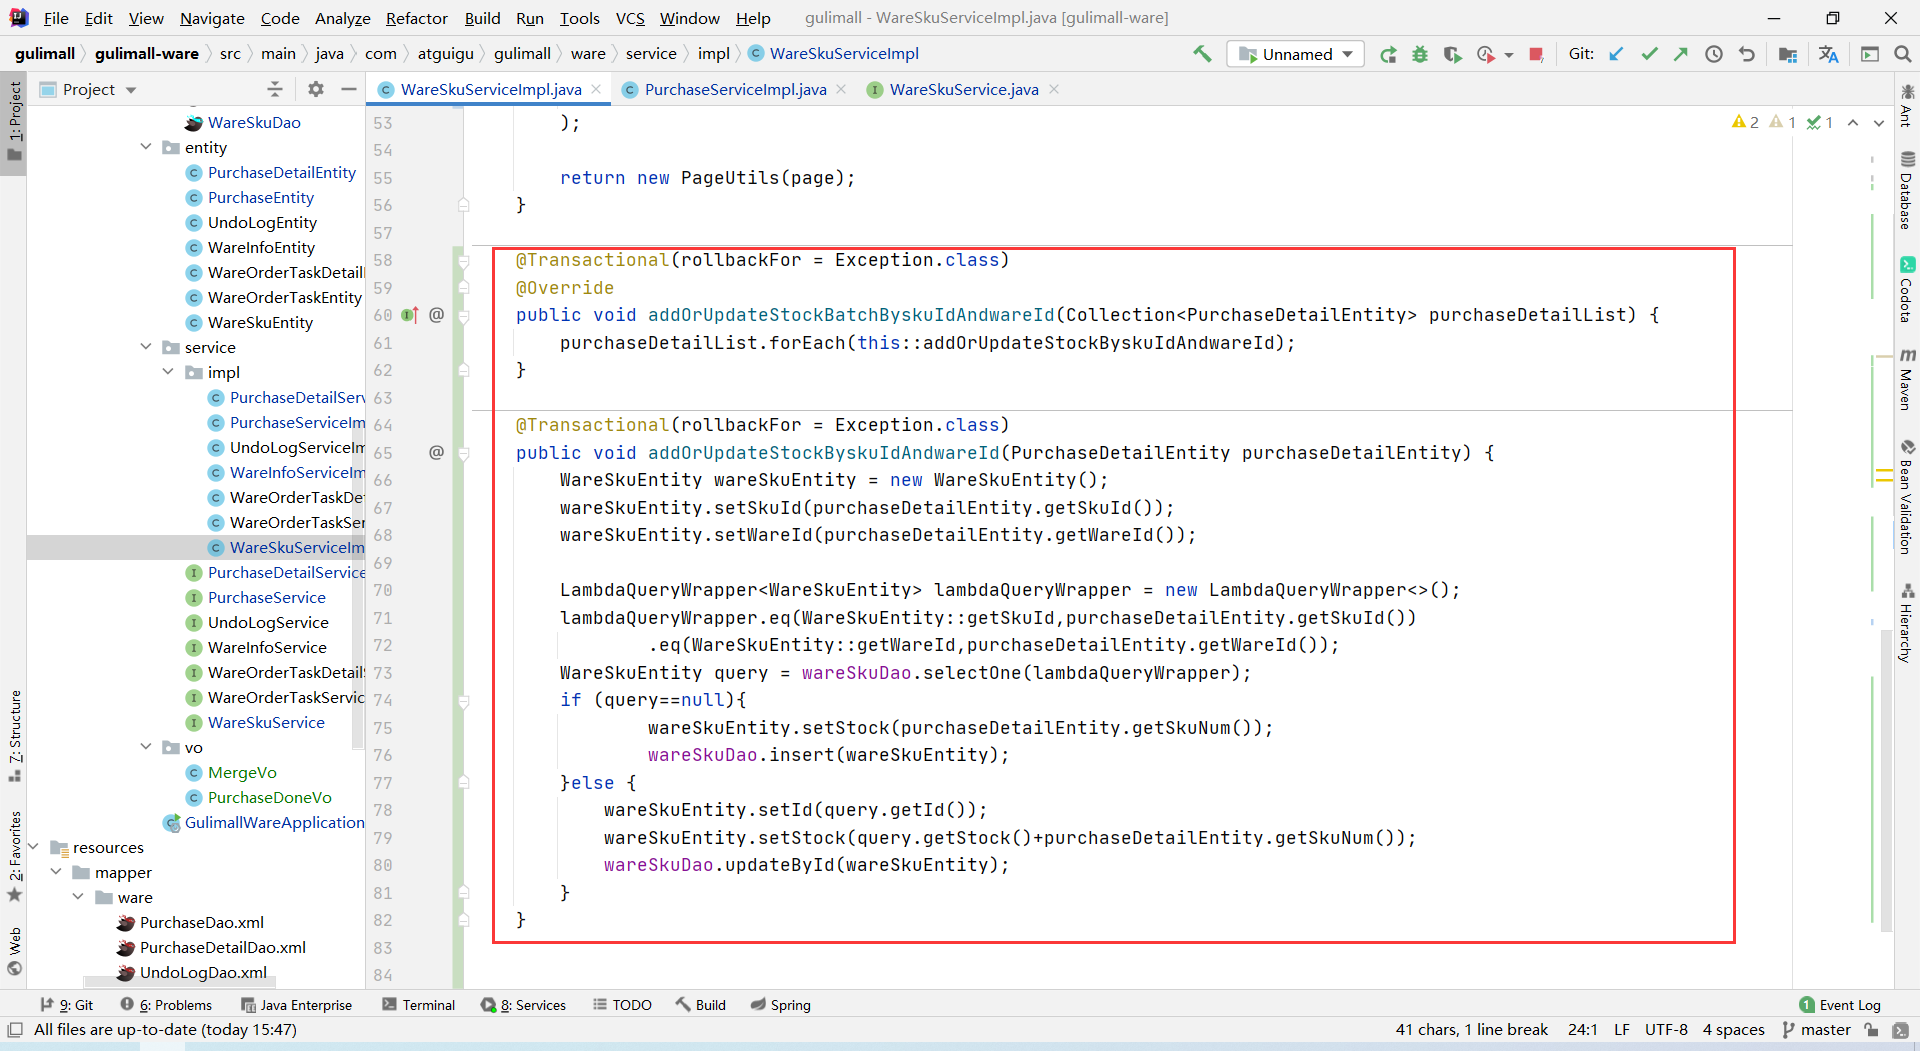 File Edit View Navigate Code Analyze Refactor Build Run Tools VCS Window Help gulimall - WareSkuServiceImpl.java [gulimall-ware]
gulimall gulimall-ware src main java com atguigu gulimall ware service impl WareSkuServiceImpl Unnamed Git:
1: Project
7: Structure
2: Favorites
Web
Project
WareSkuDao
entity
PurchaseDetailEntity
PurchaseEntity
UndoLogEntity
WareInfoEntity
WareOrderTaskDetailI
WareOrderTaskEntity
WareSkuEntity
service
impl
PurchaseDetailServ
PurchaseServiceIm
UndoLogServiceIm
WareInfoServiceIm
WareOrderTaskDet
WareOrderTaskSer
WareSkuServiceIm
PurchaseDetailService
PurchaseService
UndoLogService
WareInfoService
WareOrderTaskDetailS
WareOrderTaskServic
WareSkuService
vo
MergeVo
PurchaseDoneVo
GulimallWareApplication
resources
mapper
ware
PurchaseDao.xml
PurchaseDetailDao.xml
UndoLogDao.xml
WareSkuServiceImpl.java PurchaseServiceImpl.java WareSkuService.java
2 1 1
53 );
54
55 return new PageUtils(page);
56 }
57
58 @Transactional(rollbackFor = Exception.class)
59 @Override
60 @ public void addOrUpdateStockBatchByskuIdAndwareId(Collection<PurchaseDetailEntity> purchaseDetailList) {
61 purchaseDetailList.forEach(this::addOrUpdateStockByskuIdAndwareId);
62 }
63
64 @Transactional(rollbackFor = Exception.class)
65 @ public void addOrUpdateStockByskuIdAndwareId(PurchaseDetailEntity purchaseDetailEntity) {
66 WareSkuEntity wareSkuEntity = new WareSkuEntity();
67 wareSkuEntity.setSkuId(purchaseDetailEntity.getSkuId());
68 wareSkuEntity.setWareId(purchaseDetailEntity.getWareId());
69
70 LambdaQueryWrapper<WareSkuEntity> lambdaQueryWrapper = new LambdaQueryWrapper<>();
71 lambdaQueryWrapper.eq(WareSkuEntity::getSkuId,purchaseDetailEntity.getSkuId())
72 .eq(WareSkuEntity::getWareId,purchaseDetailEntity.getWareId());
73 WareSkuEntity query = wareSkuDao.selectOne(lambdaQueryWrapper);
74 if (query==null){
75 wareSkuEntity.setStock(purchaseDetailEntity.getSkuNum());
76 wareSkuDao.insert(wareSkuEntity);
77 }else {
78 wareSkuEntity.setId(query.getId());
79 wareSkuEntity.setStock(query.getStock()+purchaseDetailEntity.getSkuNum());
80 wareSkuDao.updateById(wareSkuEntity);
81 }
82 }
83
84
Ant
Database
Codota
Maven
Bean Validation
Hierarchy
9: Git 6: Problems Java Enterprise Terminal 8: Services TODO Build Spring 1 Event Log
All files are up-to-date (today 15:47) 41 chars, 1 line break 24:1 LF UTF-8 4 spaces master